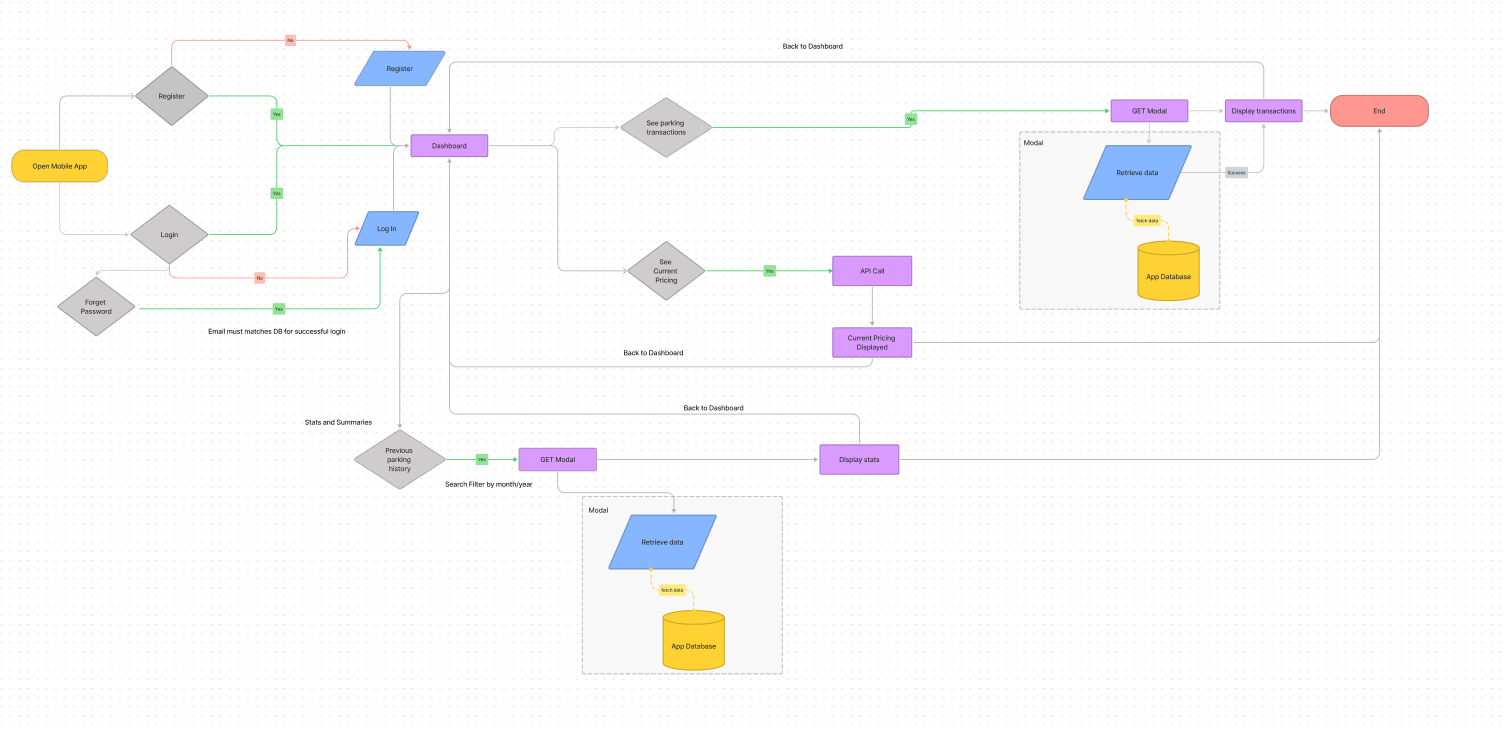 No
Back to Dashboard
Register
Register
Yes
See parking
transactions
Yes
GET Modal
Display transactions
End
Dashboard
Modal
Open Mobile App
Retrieve data
Success
Yes
fetch data
Login
Log In
See
Current
Pricing
Yes
API Call
App Database
No
Forget
Password
Yes
Email must matches DB for successful login
Current Pricing
Displayed
Back to Dashboard
Back to Dashboard
Stats and Summaries
Previous
parking
history
Yes
GET Modal
Display stats
Search Filter by month/year
Modal
Retrieve data
fetch data
App Database